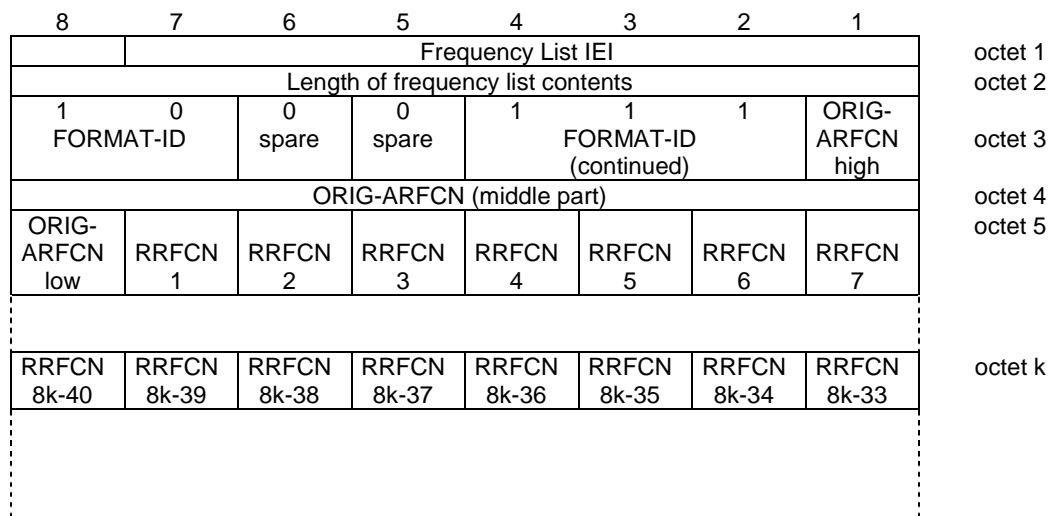 8 7 6 5 4 3 2 1
Frequency List IEI octet 1
Length of frequency list contents octet 2
1 0 0 0 1 1 1 ORIG-
FORMAT-ID spare spare FORMAT-ID ARFCN octet 3
(continued) high
ORIG-ARFCN (middle part) octet 4
ORIG- octet 5
ARFCN RRFCN RRFCN RRFCN RRFCN RRFCN RRFCN RRFCN
low 1 2 3 4 5 6 7
RRFCN RRFCN RRFCN RRFCN RRFCN RRFCN RRFCN RRFCN octet k
8k-40 8k-39 8k-38 8k-37 8k-36 8k-35 8k-34 8k-33